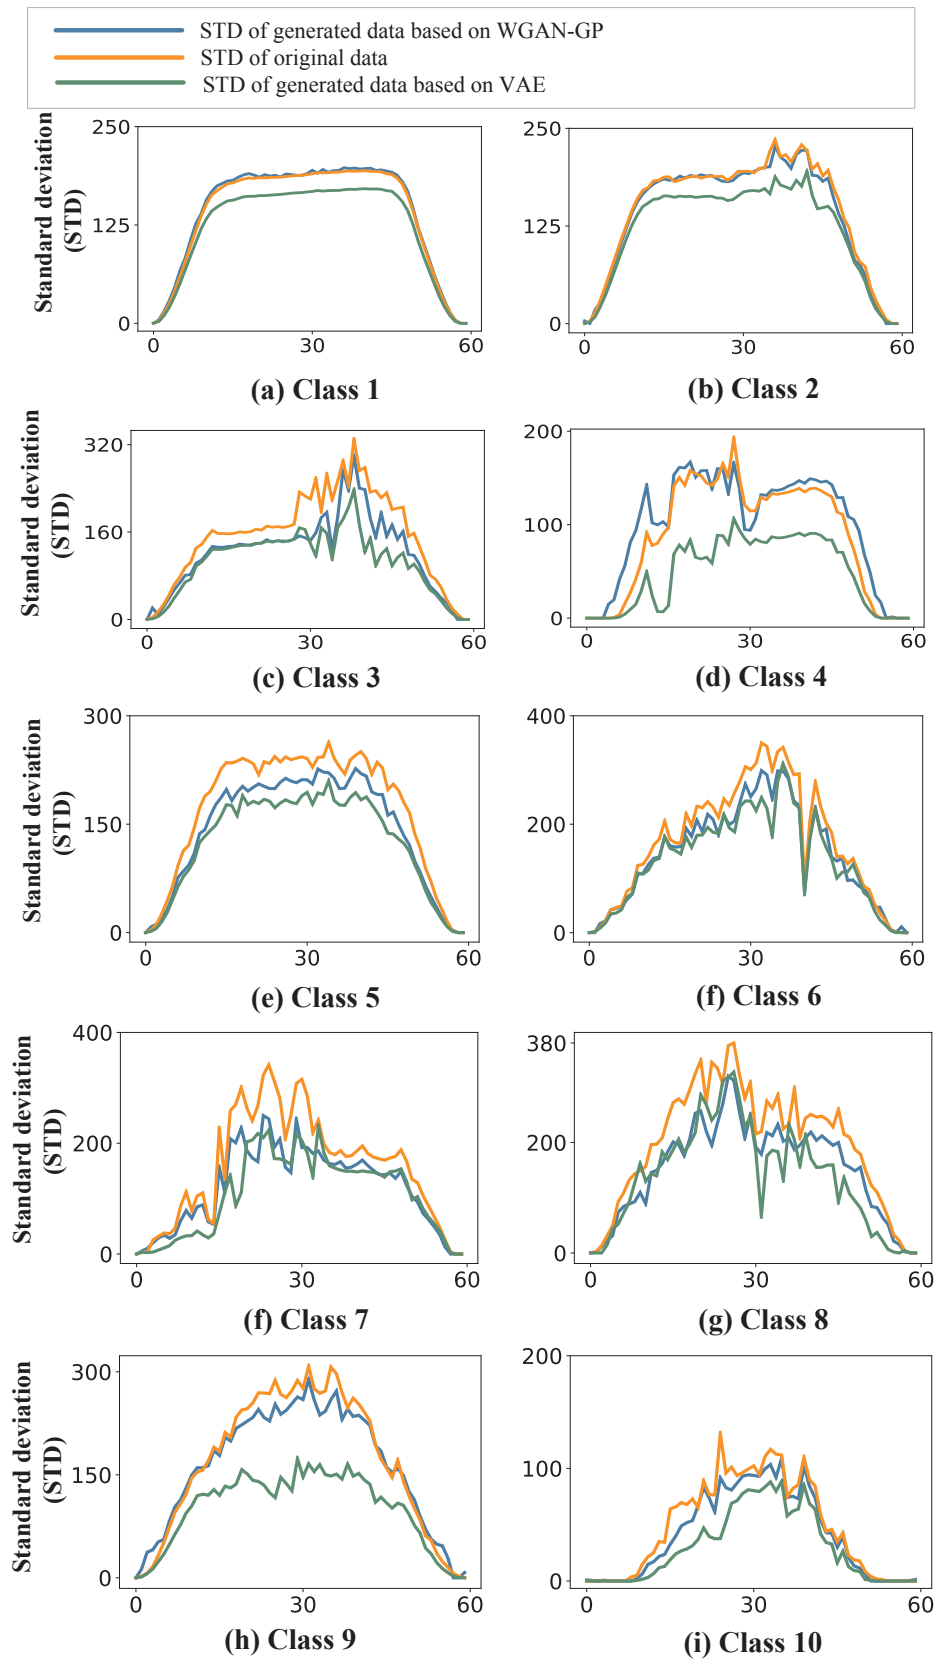 STD of generated data based on WGAN-GP
STD of original data
STD of generated data based on VAE
Standard deviation
(STD)
250
125
0
0 30 60
(a) Class 1
250
125
0
0 30 60
(b) Class 2
Standard deviation
(STD)
320
160
0
0 30 60
(c) Class 3
200
100
0
0 30 60
(d) Class 4
Standard deviation
(STD)
300
150
0
0 30 60
(e) Class 5
400
200
0
0 30 60
(f) Class 6
Standard deviation
(STD)
400
200
0
0 30 60
(f) Class 7
380
200
0
0 30 60
(g) Class 8
Standard deviation
(STD)
300
150
0
0 30 60
(h) Class 9
200
100
0
0 30 60
(i) Class 10